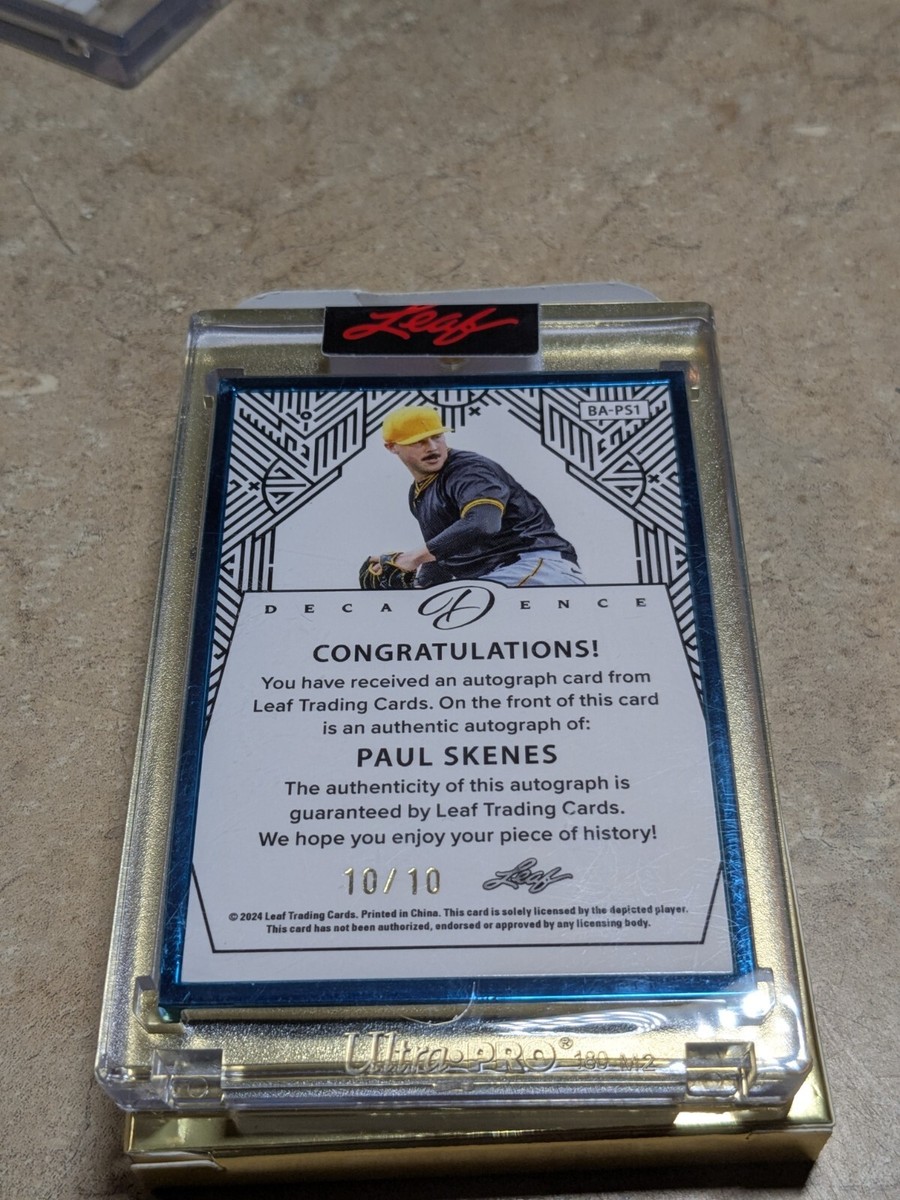 Leaf
BA-PS1
DECADENCE
CONGRATULATIONS!
You have received an autograph card from
Leaf Trading Cards. On the front of this card
is an authentic autograph of:
PAUL SKENES
The authenticity of this autograph is
guaranteed by Leaf Trading Cards.
We hope you enjoy your piece of history!
10/10 Leaf
© 2024 Leaf Trading Cards. Printed in China. This card is solely licensed by the depicted player.
This card has not been authorized, endorsed or approved by any licensing body.
Ultra·PRO®